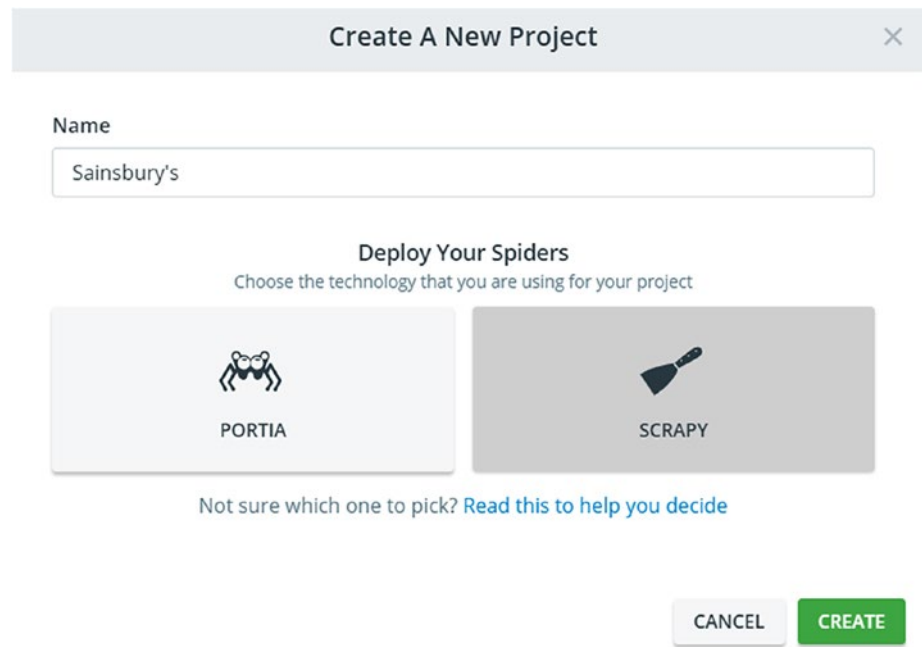 Create A New Project
Name
Sainsbury's
Deploy Your Spiders
Choose the technology that you are using for your project
PORTIA
SCRAPY
Not sure which one to pick? Read this to help you decide
CANCEL
CREATE